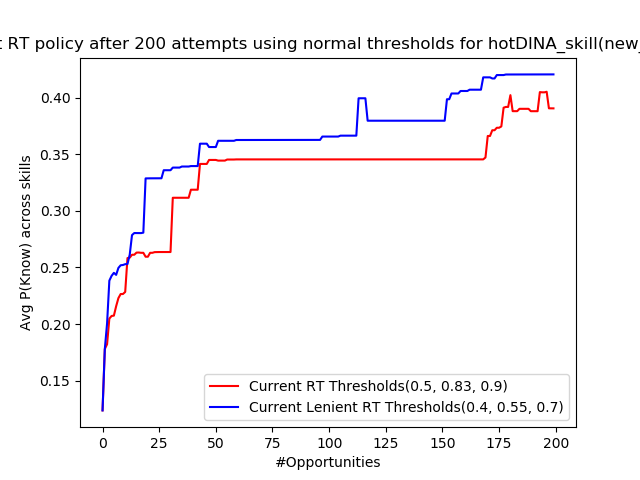 RT policy after 200 attempts using normal thresholds for hotDINA_skill(new_
0.40
0.35
0.30
0.25
0.20
0.15
Avg P(Know) across skills
Current RT Thresholds(0.5, 0.83, 0.9)
Current Lenient RT Thresholds(0.4, 0.55, 0.7)
0 25 50 75 100 125 150 175 200
#Opportunities